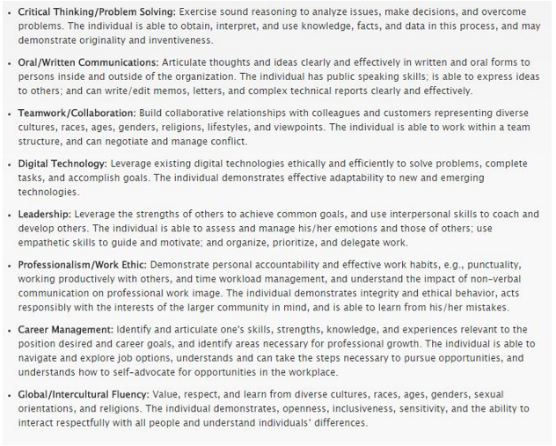 • Critical Thinking/Problem Solving: Exercise sound reasoning to analyze issues, make decisions, and overcome
problems. The individual is able to obtain, interpret, and use knowledge, facts, and data in this process, and may
demonstrate originality and inventiveness.
• Oral/Written Communications: Articulate thoughts and ideas clearly and effectively in written and oral forms to
persons inside and outside of the organization. The individual has public speaking skills; is able to express ideas
to others; and can write/edit memos, letters, and complex technical reports clearly and effectively.
• Teamwork/Collaboration: Build collaborative relationships with colleagues and customers representing diverse
cultures, races, ages, genders, religions, lifestyles, and viewpoints. The individual is able to work within a team
structure, and can negotiate and manage conflict.
• Digital Technology: Leverage existing digital technologies ethically and efficiently to solve problems, complete
tasks, and accomplish goals. The individual demonstrates effective adaptability to new and emerging
technologies.
• Leadership: Leverage the strengths of others to achieve common goals, and use interpersonal skills to coach and
develop others. The individual is able to assess and manage his/her emotions and those of others; use
empathetic skills to guide and motivate; and organize, prioritize, and delegate work.
• Professionalism/Work Ethic: Demonstrate personal accountability and effective work habits, e.g., punctuality,
working productively with others, and time workload management, and understand the impact of non-verbal
communication on professional work image. The individual demonstrates integrity and ethical behavior, acts
responsibly with the interests of the larger community in mind, and is able to learn from his/her mistakes.
• Career Management: Identify and articulate one's skills, strengths, knowledge, and experiences relevant to the
position desired and career goals, and identify areas necessary for professional growth. The individual is able to
navigate and explore job options, understands and can take the steps necessary to pursue opportunities, and
understands how to self-advocate for opportunities in the workplace.
• Global/Intercultural Fluency: Value, respect, and learn from diverse cultures, races, ages, genders, sexual
orientations, and religions. The individual demonstrates, openness, inclusiveness, sensitivity, and the ability to
interact respectfully with all people and understand individuals' differences.